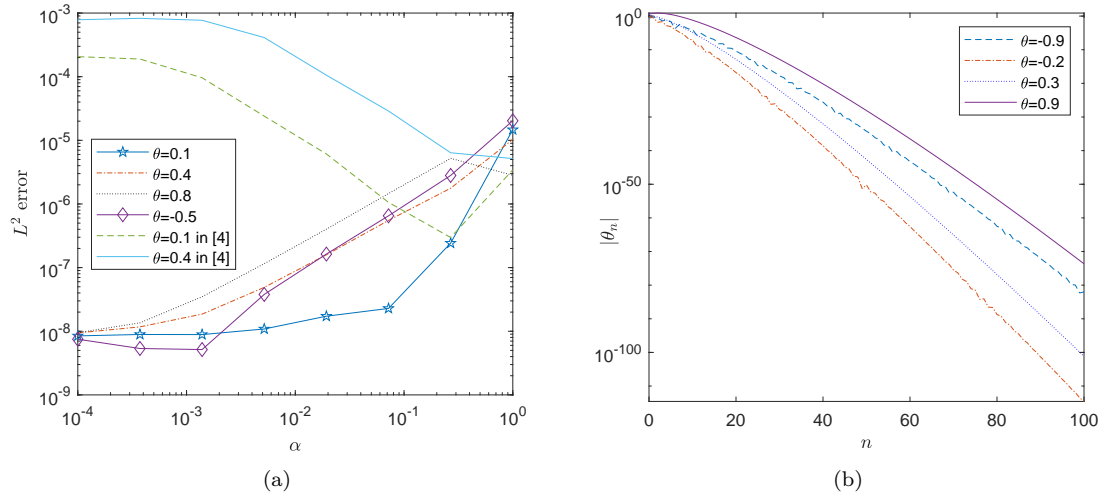 10^-3
10^-4
10^-5
10^-6
10^-7
10^-8
10^-9
L^2 error
θ=0.1
θ=0.4
θ=0.8
θ=-0.5
θ=0.1 in [4]
θ=0.4 in [4]
10^-4
10^-3
10^-2
10^-1
10^0
α
(a)
10^0
10^-50
10^-100
|θ_n|
θ=-0.9
θ=-0.2
θ=0.3
θ=0.9
0
20
40
60
80
100
n
(b)